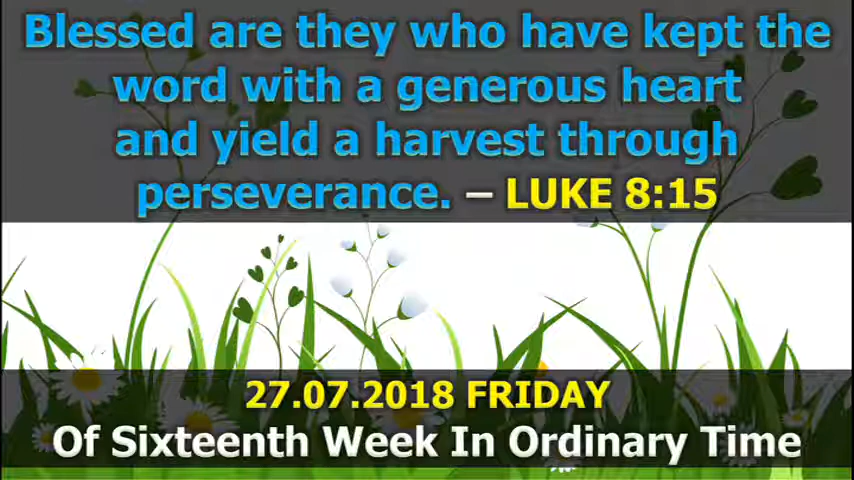 Blessed are they who have kept the
word with a generous heart
and yield a harvest through
perseverance. – LUKE 8:15
27.07.2018 FRIDAY
Of Sixteenth Week In Ordinary Time